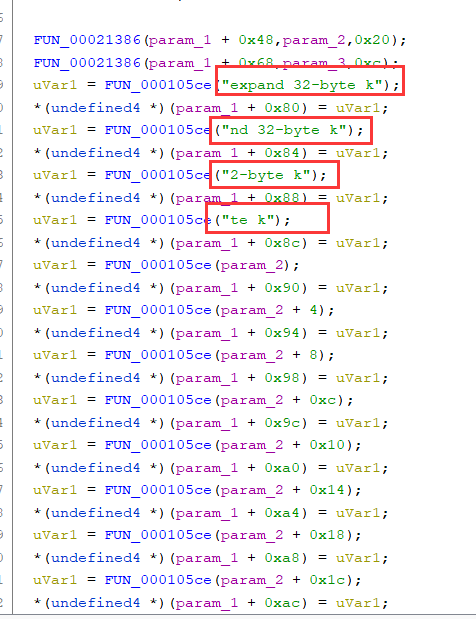 FUN_00021386(param_1 + 0x48,param_2,0x20);
FUN_00021386(param_1 + 0x68,param_3,0xc);
uVar1 = FUN_000105ce("expand 32-byte k");
*(undefined4 *)(param_1 + 0x80) = uVar1;
uVar1 = FUN_000105ce("nd 32-byte k");
*(undefined4 *)(param_1 + 0x84) = uVar1;
uVar1 = FUN_000105ce("2-byte k");
*(undefined4 *)(param_1 + 0x88) = uVar1;
uVar1 = FUN_000105ce("te k");
*(undefined4 *)(param_1 + 0x8c) = uVar1;
uVar1 = FUN_000105ce(param_2);
*(undefined4 *)(param_1 + 0x90) = uVar1;
uVar1 = FUN_000105ce(param_2 + 4);
*(undefined4 *)(param_1 + 0x94) = uVar1;
uVar1 = FUN_000105ce(param_2 + 8);
*(undefined4 *)(param_1 + 0x98) = uVar1;
uVar1 = FUN_000105ce(param_2 + 0xc);
*(undefined4 *)(param_1 + 0x9c) = uVar1;
uVar1 = FUN_000105ce(param_2 + 0x10);
*(undefined4 *)(param_1 + 0xa0) = uVar1;
uVar1 = FUN_000105ce(param_2 + 0x14);
*(undefined4 *)(param_1 + 0xa4) = uVar1;
uVar1 = FUN_000105ce(param_2 + 0x18);
*(undefined4 *)(param_1 + 0xa8) = uVar1;
uVar1 = FUN_000105ce(param_2 + 0x1c);
*(undefined4 *)(param_1 + 0xac) = uVar1;